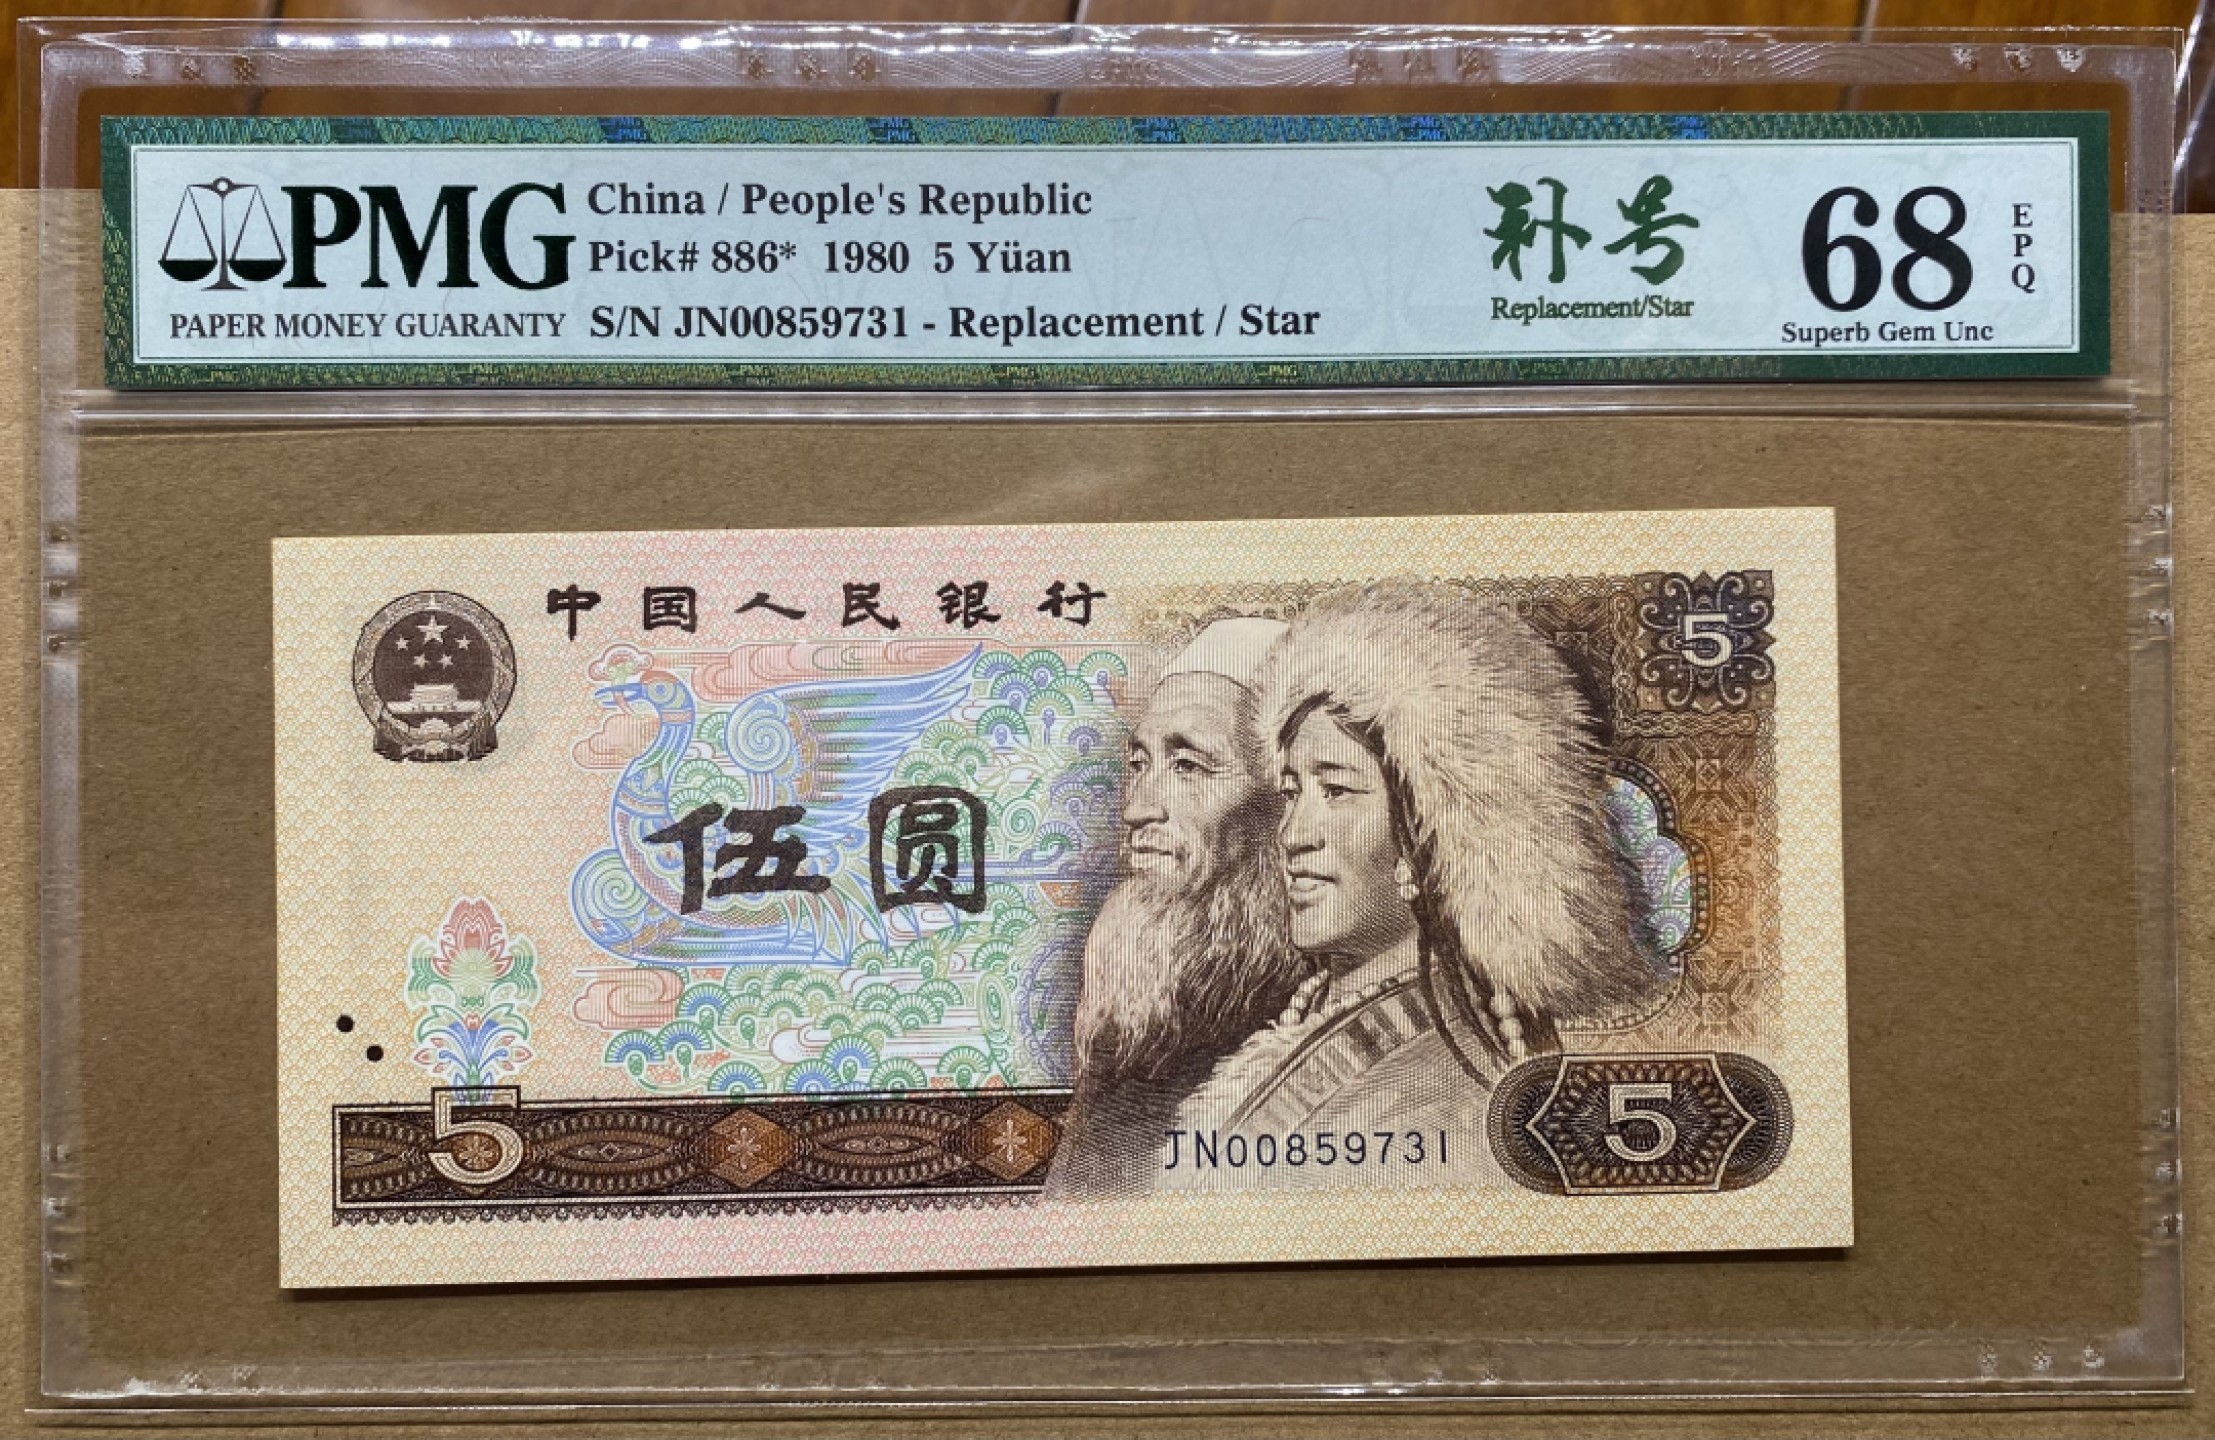 PMG
PAPER MONEY GUARANTY
China / People's Republic
Pick# 886* 1980 5 Yüan
S/N JN00859731 - Replacement / Star
补号
Replacement/Star
68
EPQ
Superb Gem Unc
中国人民银行
5
伍圆
5
JN00859731
5